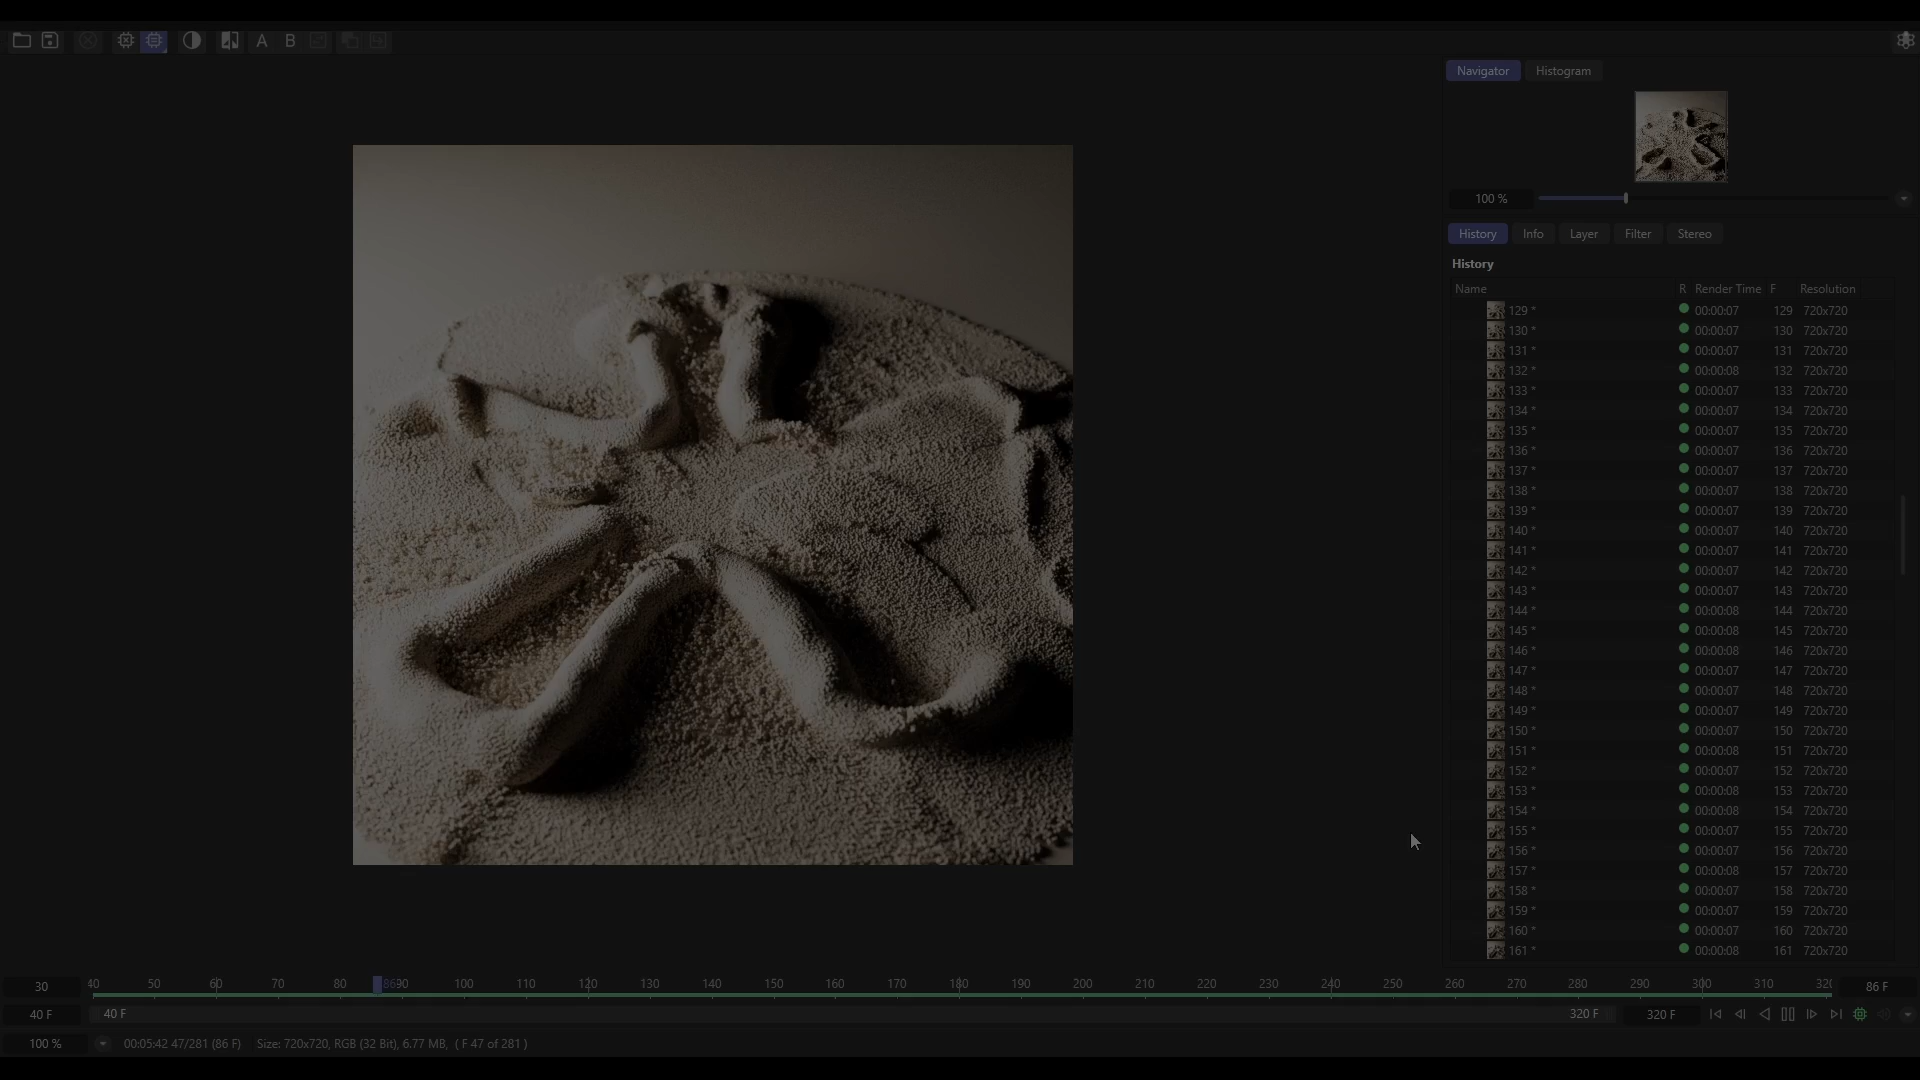 A B
Navigator Histogram
100 %
History Info Layer Filter Stereo
History
Name R Render Time F Resolution
129 * 00:00:07 129 720x720
130 * 00:00:07 130 720x720
131 * 00:00:07 131 720x720
132 * 00:00:08 132 720x720
133 * 00:00:07 133 720x720
134 * 00:00:07 134 720x720
135 * 00:00:07 135 720x720
136 * 00:00:07 136 720x720
137 * 00:00:07 137 720x720
138 * 00:00:07 138 720x720
139 * 00:00:07 139 720x720
140 * 00:00:07 140 720x720
141 * 00:00:07 141 720x720
142 * 00:00:07 142 720x720
143 * 00:00:07 143 720x720
144 * 00:00:08 144 720x720
145 * 00:00:08 145 720x720
146 * 00:00:08 146 720x720
147 * 00:00:07 147 720x720
148 * 00:00:07 148 720x720
149 * 00:00:07 149 720x720
150 * 00:00:07 150 720x720
151 * 00:00:08 151 720x720
152 * 00:00:07 152 720x720
153 * 00:00:08 153 720x720
154 * 00:00:08 154 720x720
155 * 00:00:07 155 720x720
156 * 00:00:07 156 720x720
157 * 00:00:08 157 720x720
158 * 00:00:07 158 720x720
159 * 00:00:07 159 720x720
160 * 00:00:07 160 720x720
161 * 00:00:08 161 720x720
30 40 50 60 70 80 86 90 100 110 120 130 140 150 160 170 180 190 200 210 220 230 240 250 260 270 280 290 300 310 320 86 F
40 F 40 F 320 F 320 F
100 % 00:05:42 47/281 (86 F) Size: 720x720, RGB (32 Bit), 6.77 MB, ( F 47 of 281 )